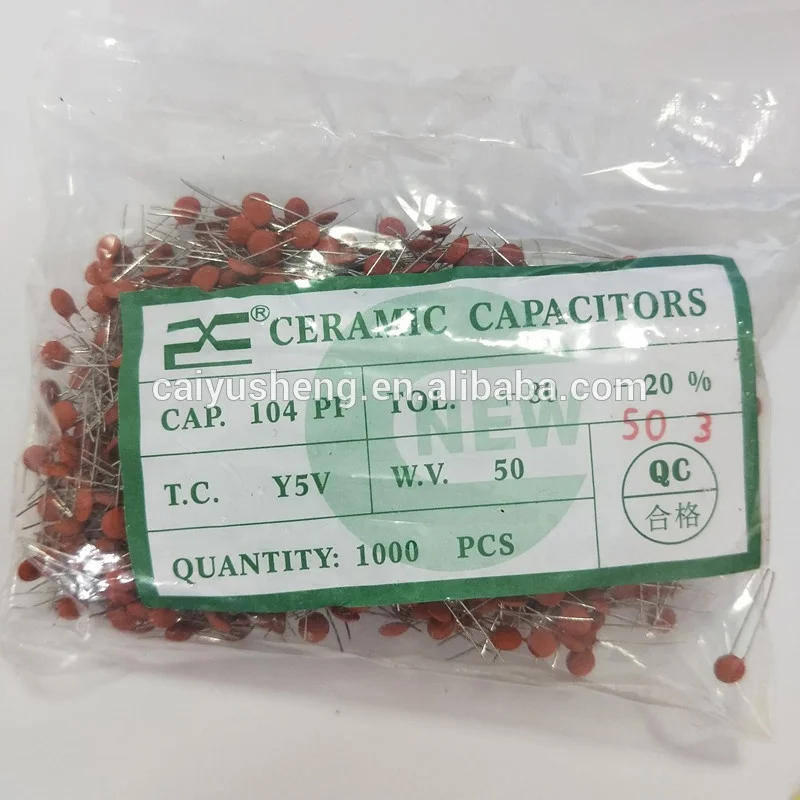 ® CERAMIC CAPACITORS
caiyusheng.en.alibaba.com
CAP. 104 PF TOL. - 20 %
NEW
50 3
T.C. Y5V W.V. 50
QC
合格
QUANTITY: 1000 PCS